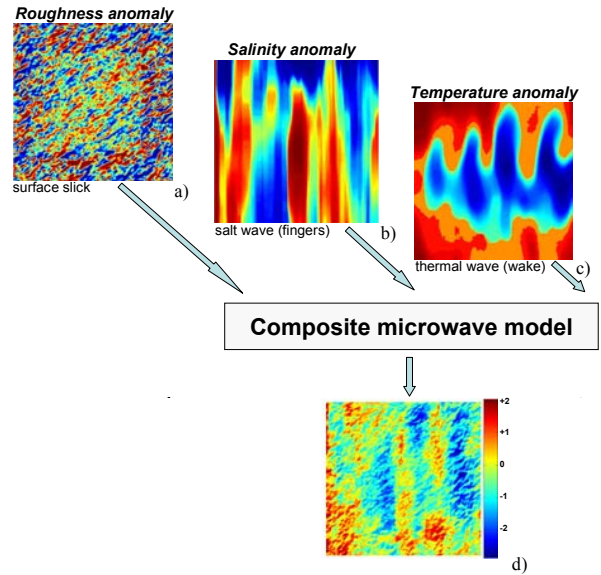 Roughness anomaly
surface slick
a)
Salinity anomaly
salt wave (fingers)
b)
Temperature anomaly
thermal wave (wake)
c)
Composite microwave model
+2
+1
0
-1
-2
d)